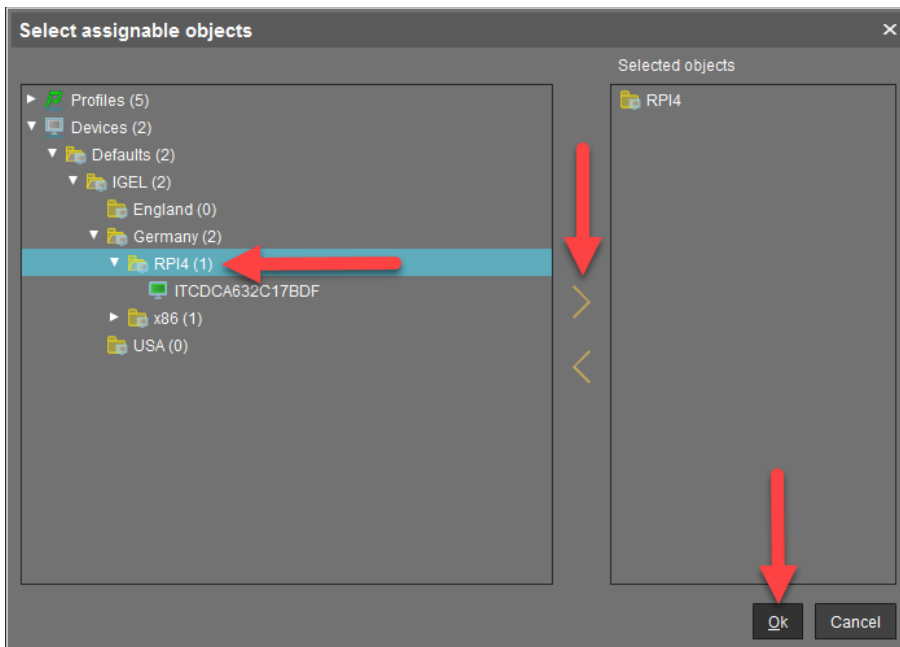 Select assignable objects
Selected objects
Profiles (5)
RPI4
Devices (2)
Defaults (2)
IGEL (2)
England (0)
Germany (2)
RPI4 (1)
ITCDCA632C17BDF
x86 (1)
USA (0)
Ok
Cancel